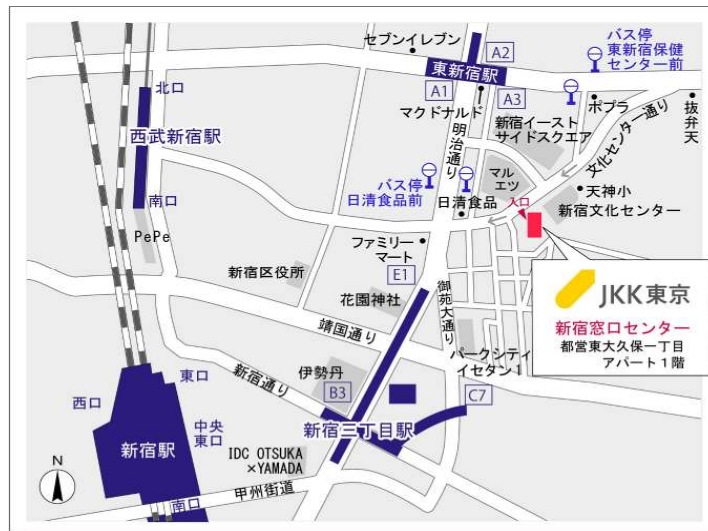 セブンイレブン
A2
バス停
東新宿保健
センター前
東新宿駅
A1
A3
マクドナルド
ポプラ
抜弁天
北口
西武新宿駅
明治通り
新宿イースト
サイドスクエア
文化センター通り
バス停
日清食品前
マル
エツ
天神小
南口
日清食品
入口
新宿文化センター
PePe
ファミリー
マート
新宿区役所
E1
御苑大通り
JKK東京
花園神社
新宿窓口センター
都営東大久保一丁目
アパート1階
靖国通り
パークシティ
イセタン1
新宿通り
伊勢丹
東口
B3
C7
西口
中央
東口
新宿三丁目駅
新宿駅
IDC OTSUKA
×YAMADA
N
甲州街道
南口